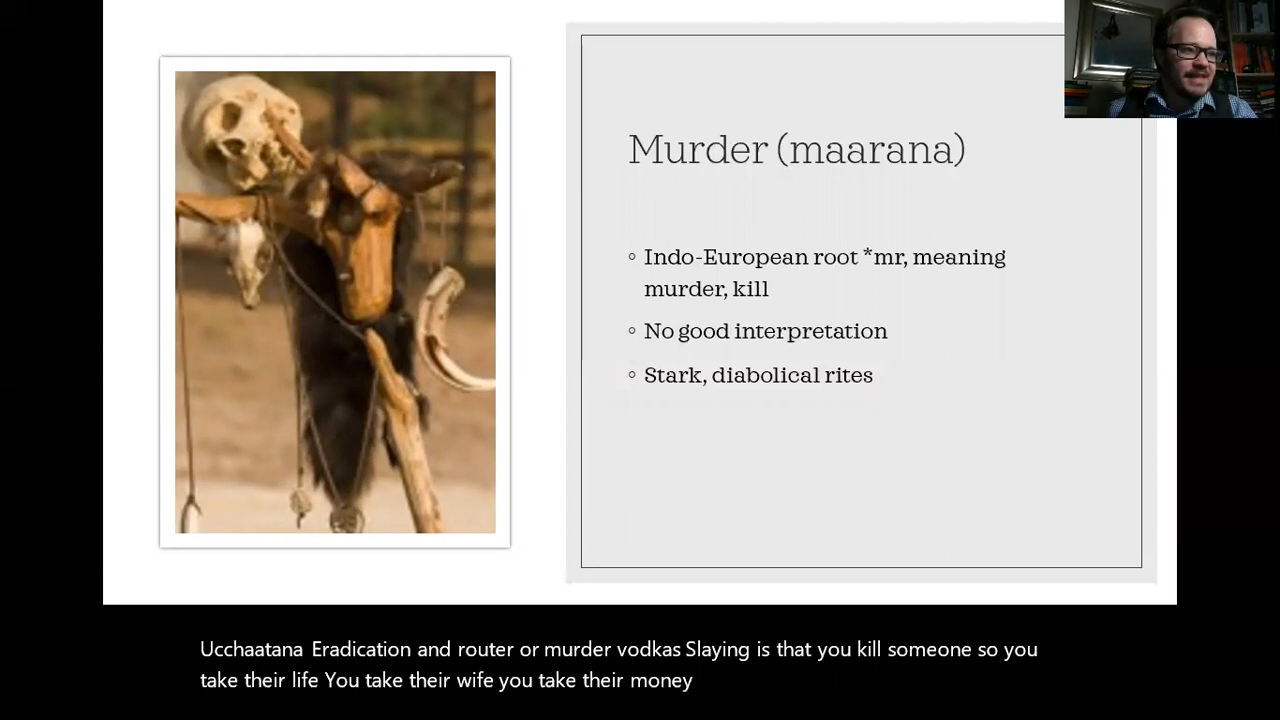 Murder (maarana)
◦ Indo-European root *mr, meaning
murder, kill
◦ No good interpretation
◦ Stark, diabolical rites
Ucchaatana Eradication and router or murder vodkas Slaying is that you kill someone so you
take their life You take their wife you take their money